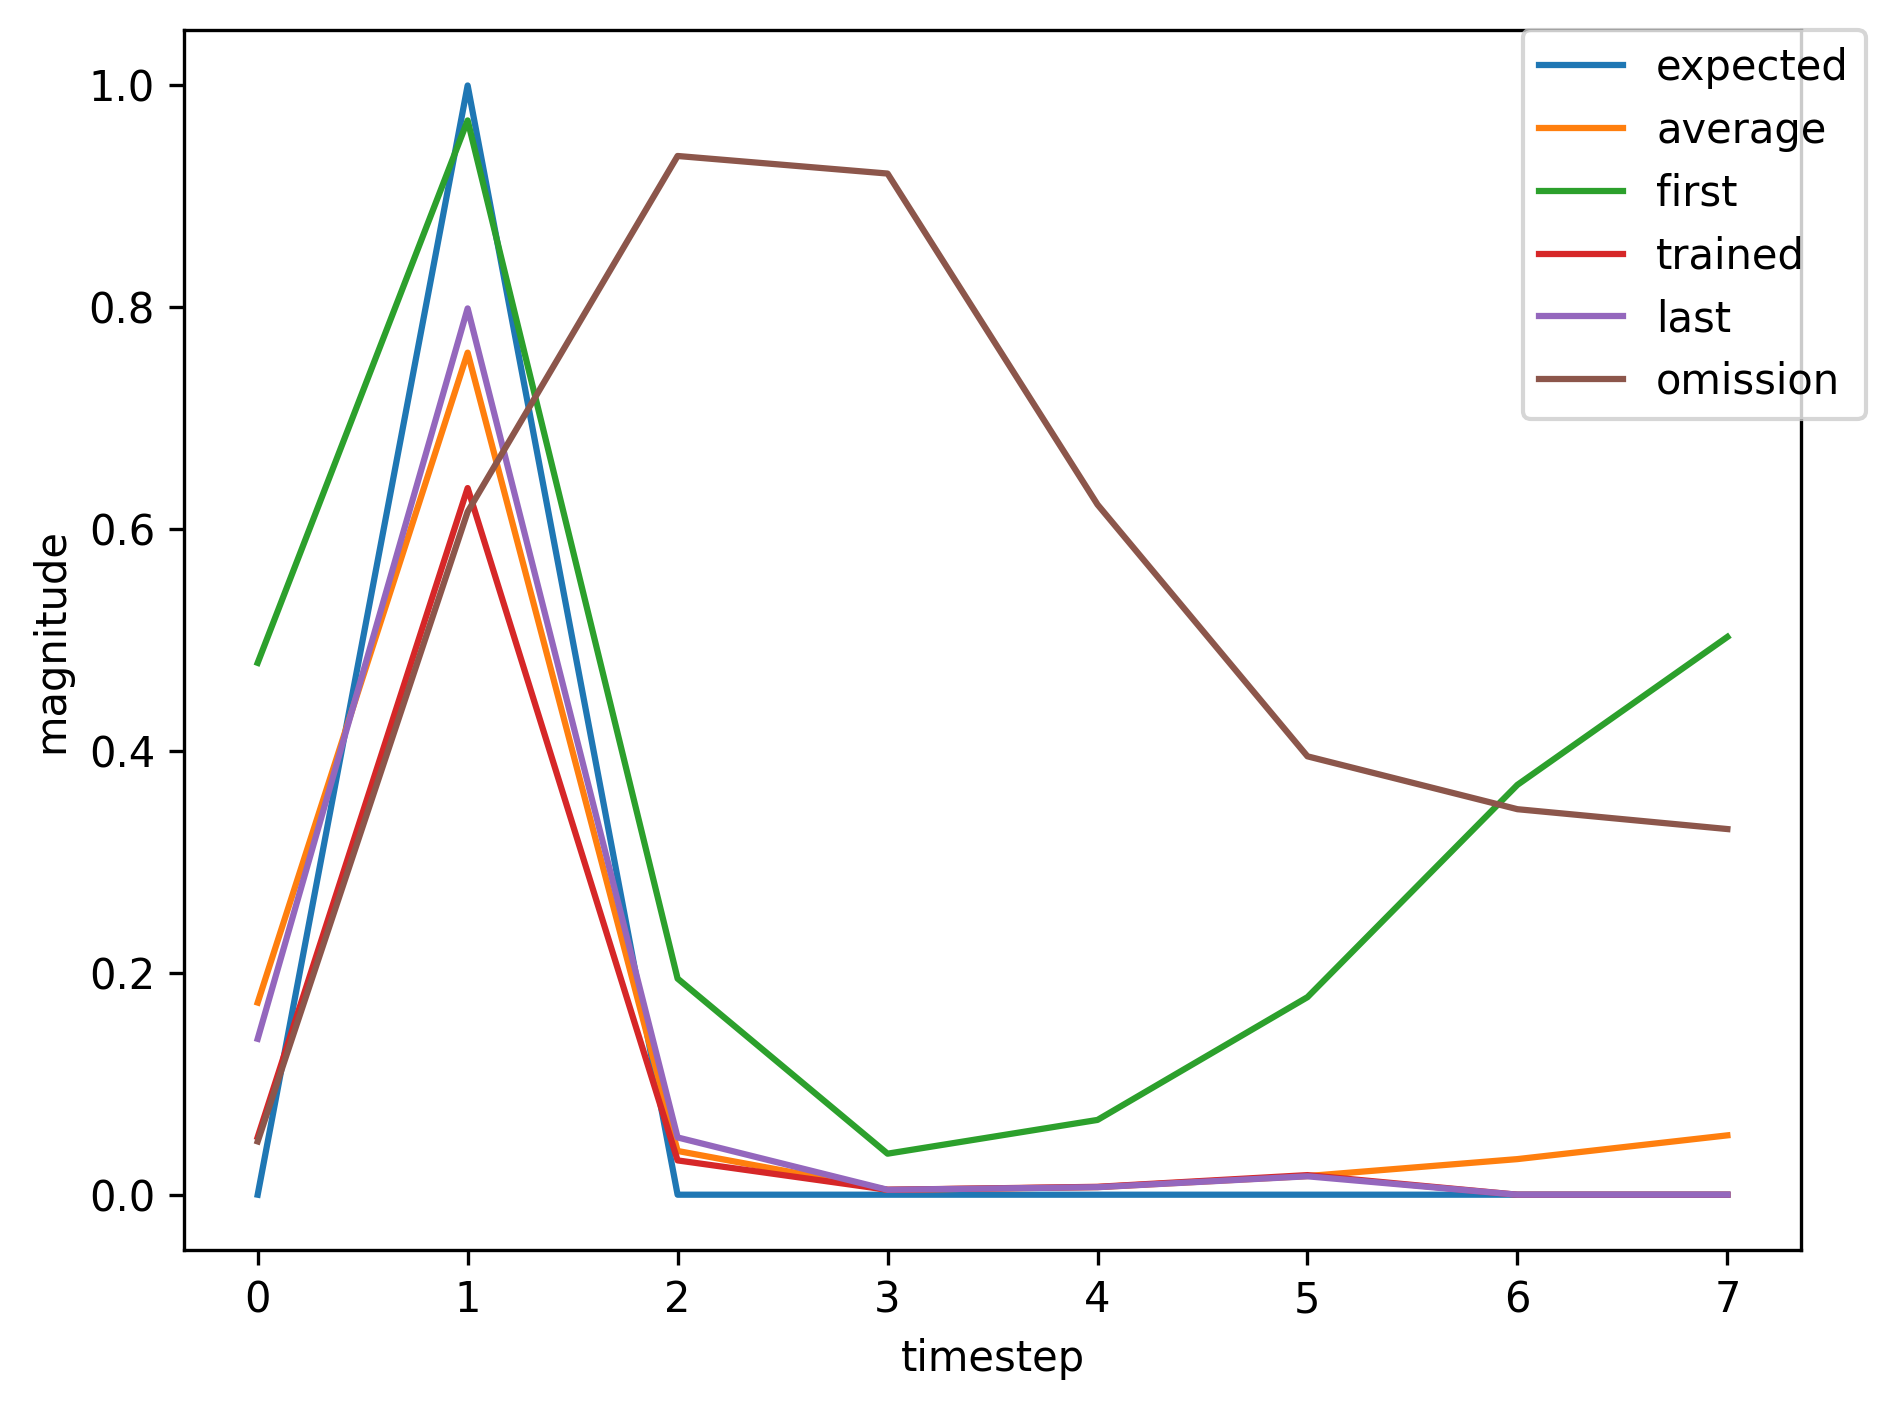 expected
average
first
trained
last
omission
1.0
0.8
0.6
0.4
0.2
0.0
magnitude
0 1 2 3 4 5 6 7
timestep